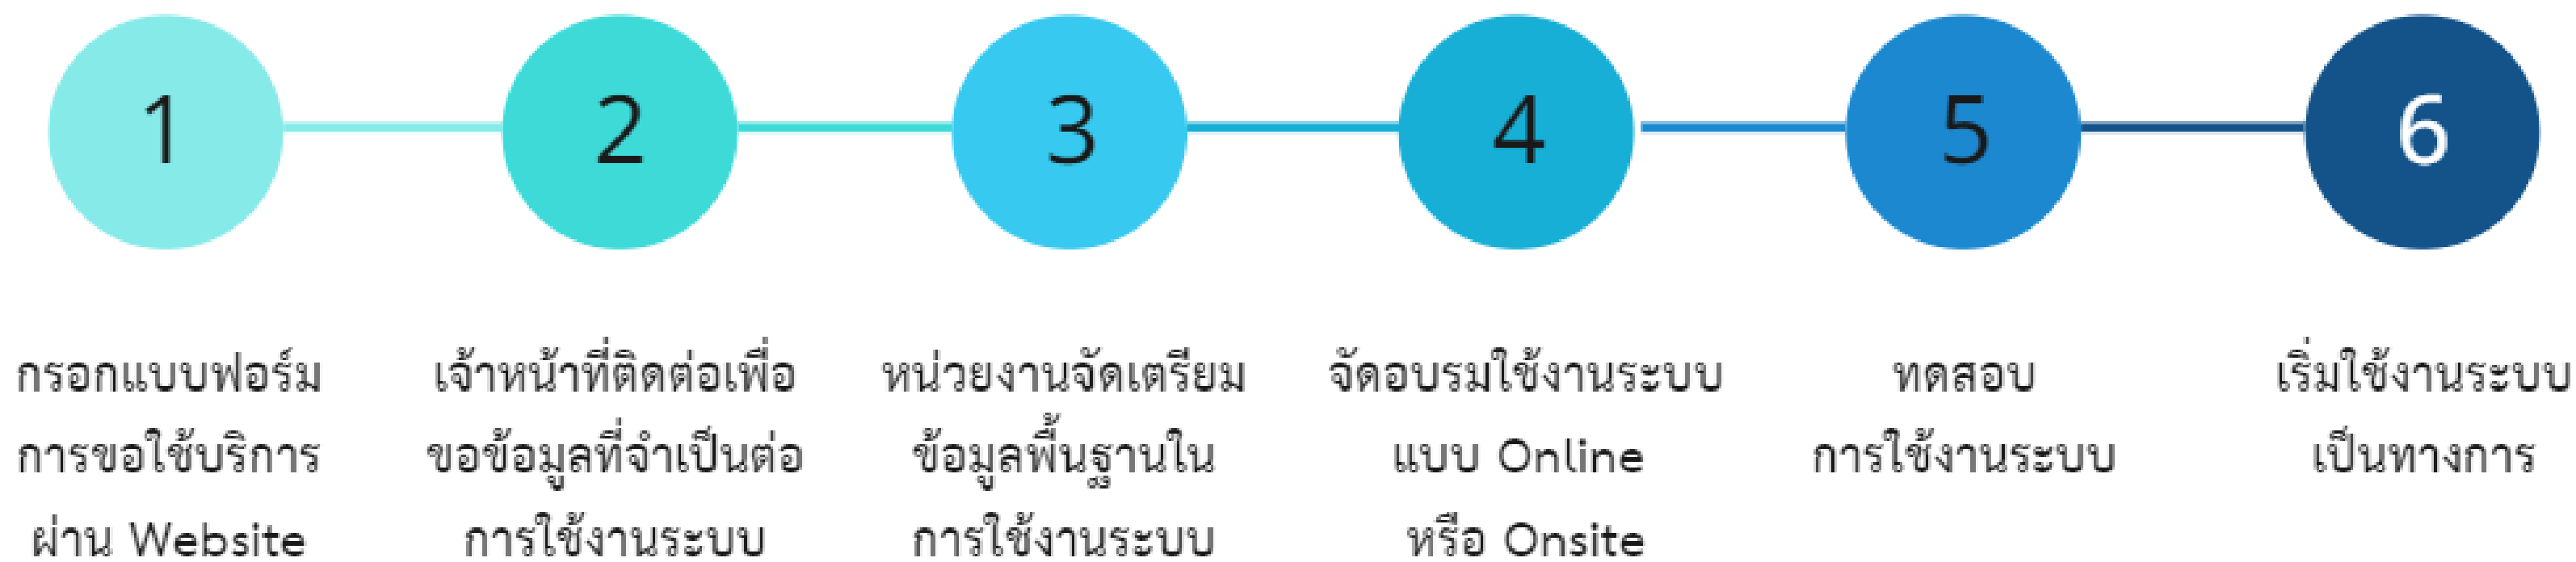 1
2
3
4
5
6
กรอกแบบฟอร์ม
การขอใช้บริการ
ผ่าน Website
เจ้าหน้าที่ติดต่อเพื่อ
ขอข้อมูลที่จำเป็นต่อ
การใช้งานระบบ
หน่วยงานจัดเตรียม
ข้อมูลพื้นฐานใน
การใช้งานระบบ
จัดอบรมใช้งานระบบ
แบบ Online
หรือ Onsite
ทดสอบ
การใช้งานระบบ
เริ่มใช้งานระบบ
เป็นทางการ